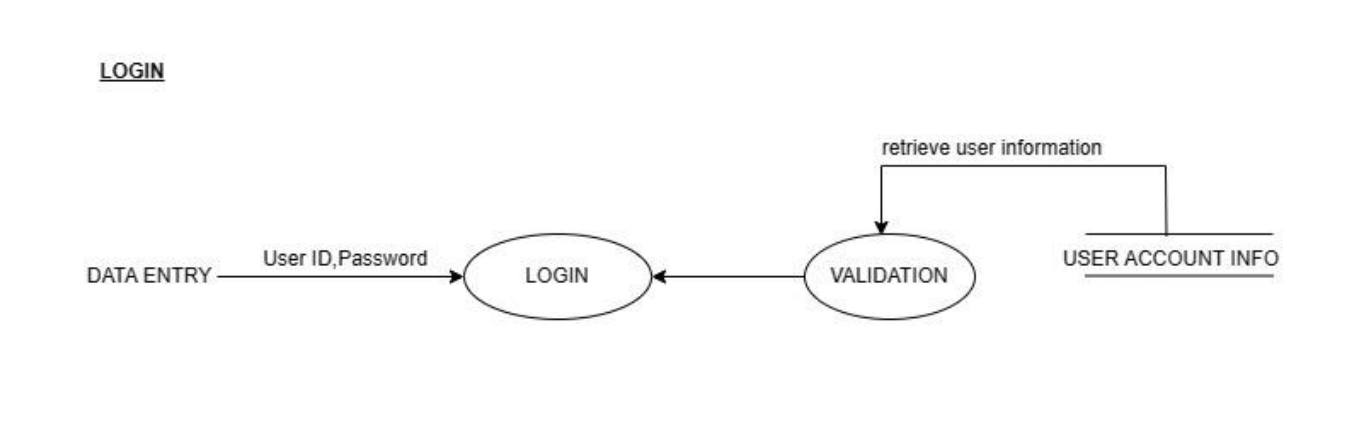 LOGIN
retrieve user information
User ID,Password
DATA ENTRY
LOGIN
VALIDATION
USER ACCOUNT INFO